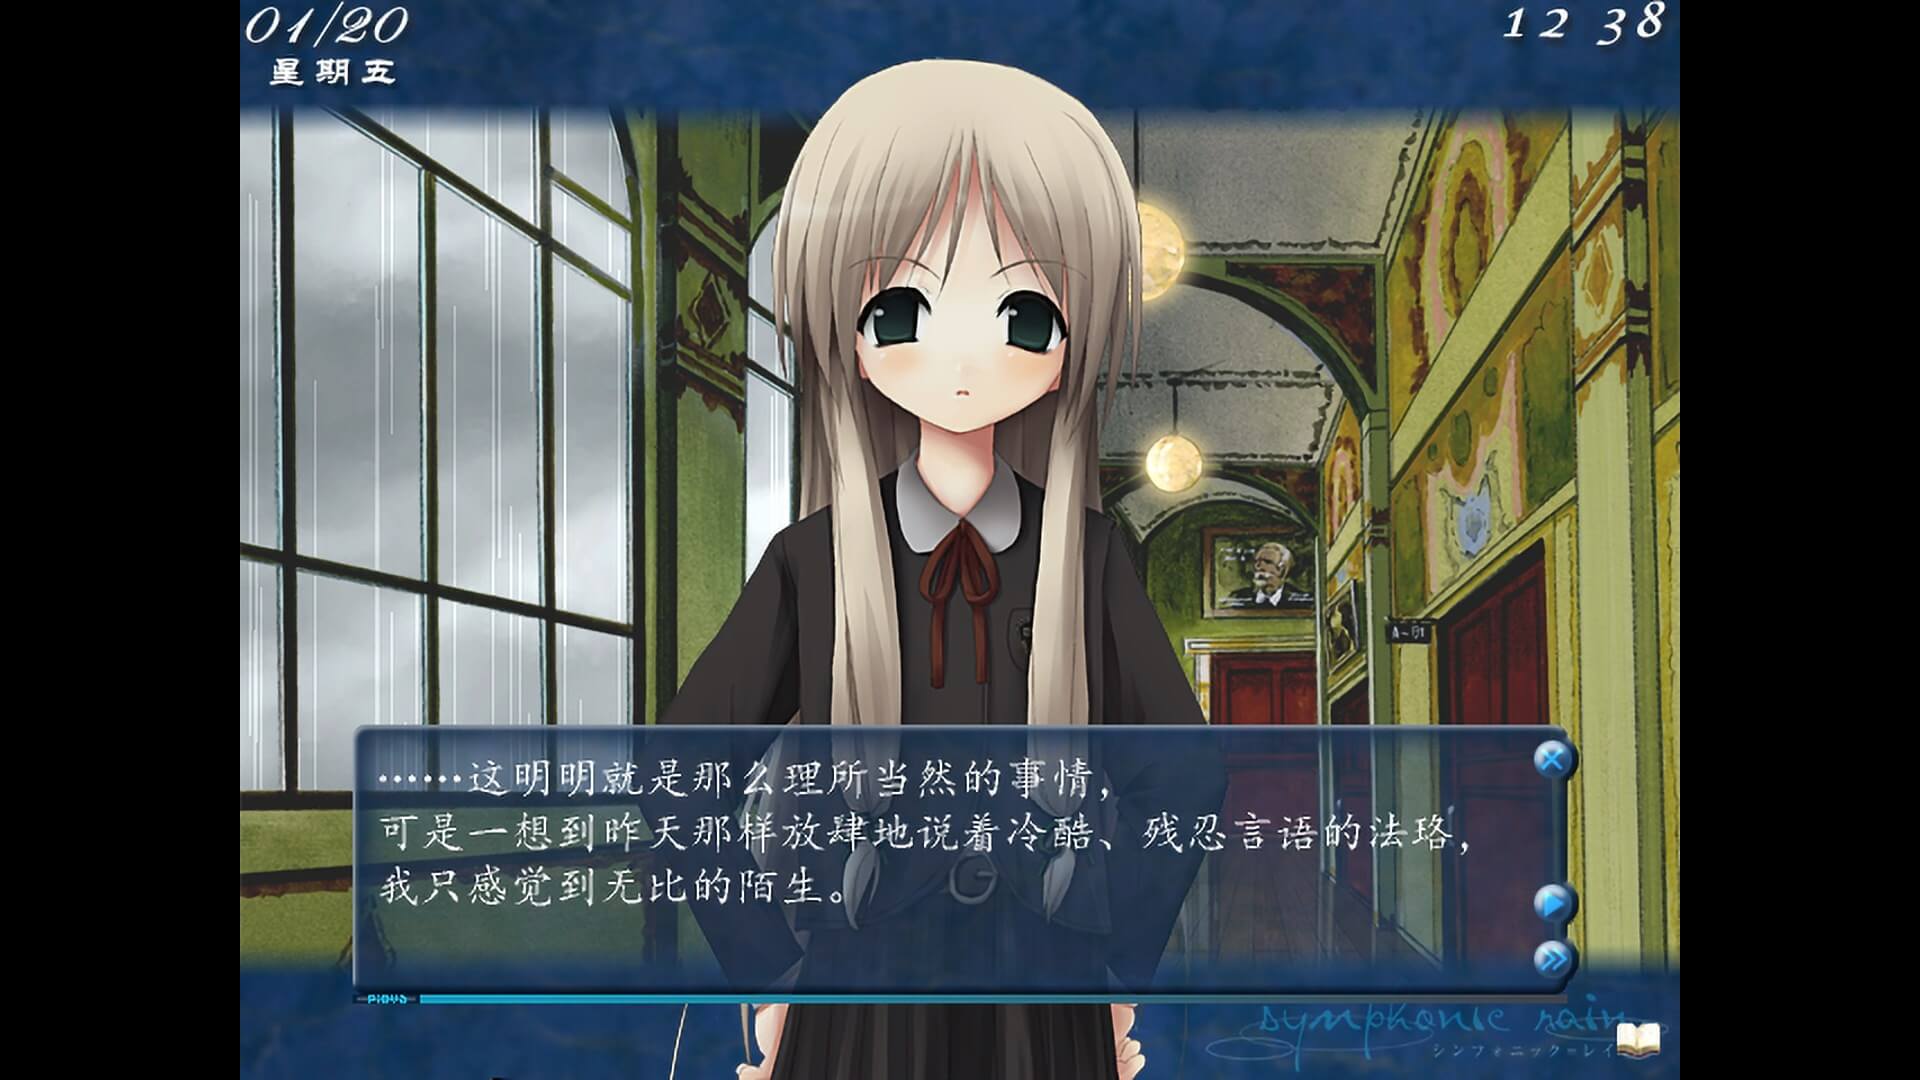 01/20
星期五
12 38
A-01
……这明明就是那么理所当然的事情，
可是一想到昨天那样放肆地说着冷酷、残忍言语的法珞，
我只感觉到无比的陌生。
PIOVA
symphonic rain
シンフォニック=レイン